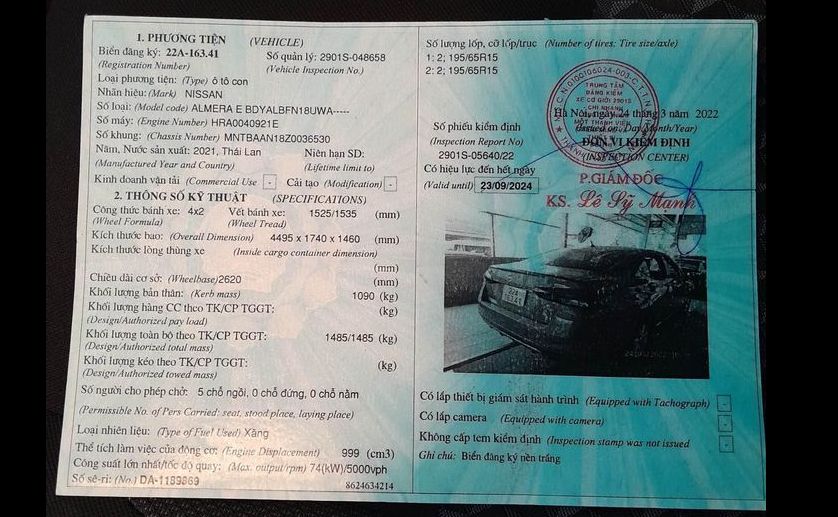 1. PHƯƠNG TIỆN (VEHICLE)
Biển đăng ký: 22A-163.41 Số quản lý: 2901S-048658
(Registration Number) (Vehicle Inspection No.)
Loại phương tiện: (Type) Ô tô con
Nhãn hiệu: (Mark) NISSAN
Số loại: (Model code) ALMERA E BDYALBFN18UWA-----
Số máy: (Engine Number) HRA0040921E
Số khung: (Chassis Number) MNTBAAN18Z0036530
Năm, Nước sản xuất: 2021, Thái Lan Niên hạn SD:
(Manufactured Year and Country) (Lifetime limit to)
Kinh doanh vận tải (Commercial Use - Cải tạo (Modification) -
2. THÔNG SỐ KỸ THUẬT (SPECIFICATIONS)
Công thức bánh xe: 4x2 Vết bánh xe: 1525/1535 (mm)
(Wheel Formula) (Wheel Tread)
Kích thước bao: (Overall Dimension) 4495 x 1740 x 1460 (mm)
Kích thước lòng thùng xe (Inside cargo container dimension)
(mm)
Chiều dài cơ sở: (Wheelbase) 2620 (mm)
Khối lượng bản thân: (Kerb mass) 1090 (kg)
Khối lượng hàng CC theo TK/CP TGGT: (kg)
(Design/Authorized pay load)
Khối lượng toàn bộ theo TK/CP TGGT: 1485/1485 (kg)
(Design/Authorized total mass)
Khối lượng kéo theo TK/CP TGGT: (kg)
(Design/Authorized towed mass)
Số người cho phép chở: 5 chỗ ngồi, 0 chỗ đứng, 0 chỗ nằm
(Permissible No. of Pers Carried: seat, stood place, laying place)
Loại nhiên liệu: (Type of Fuel Used) Xăng
Thể tích làm việc của động cơ: (Engine Displacement) 999 (cm3)
Công suất lớn nhất/tốc độ quay: (Max. output/rpm) 74(kW)/5000vph
Số sê-ri: (No.) DA-1189869 8624634214
Số lượng lốp, cỡ lốp/trục (Number of tires: Tire size/axle)
1: 2; 195/65R15
2: 2; 195/65R15
TRUNG TÂM
ĐĂNG KIỂM
XE CƠ GIỚI 2901S
CHI NHÁNH
MỘT THÀNH VIÊN
Hà Nội, ngày 24 tháng 3 năm 2022
Số phiếu kiểm định (Issued on: Day/Month/Year)
(Inspection Report No) ĐƠN VỊ KIỂM ĐỊNH
2901S-05640/22 (INSPECTION CENTER)
Có hiệu lực đến hết ngày P.GIÁM ĐỐC
(Valid until) 23/09/2024 KS. Lê Sỹ Mạnh
Có lắp thiết bị giám sát hành trình (Equipped with Tachograph) -
Có lắp camera (Equipped with camera) -
Không cấp tem kiểm định (Inspection stamp was not issued -
Ghi chú: Biển đăng ký nền trắng